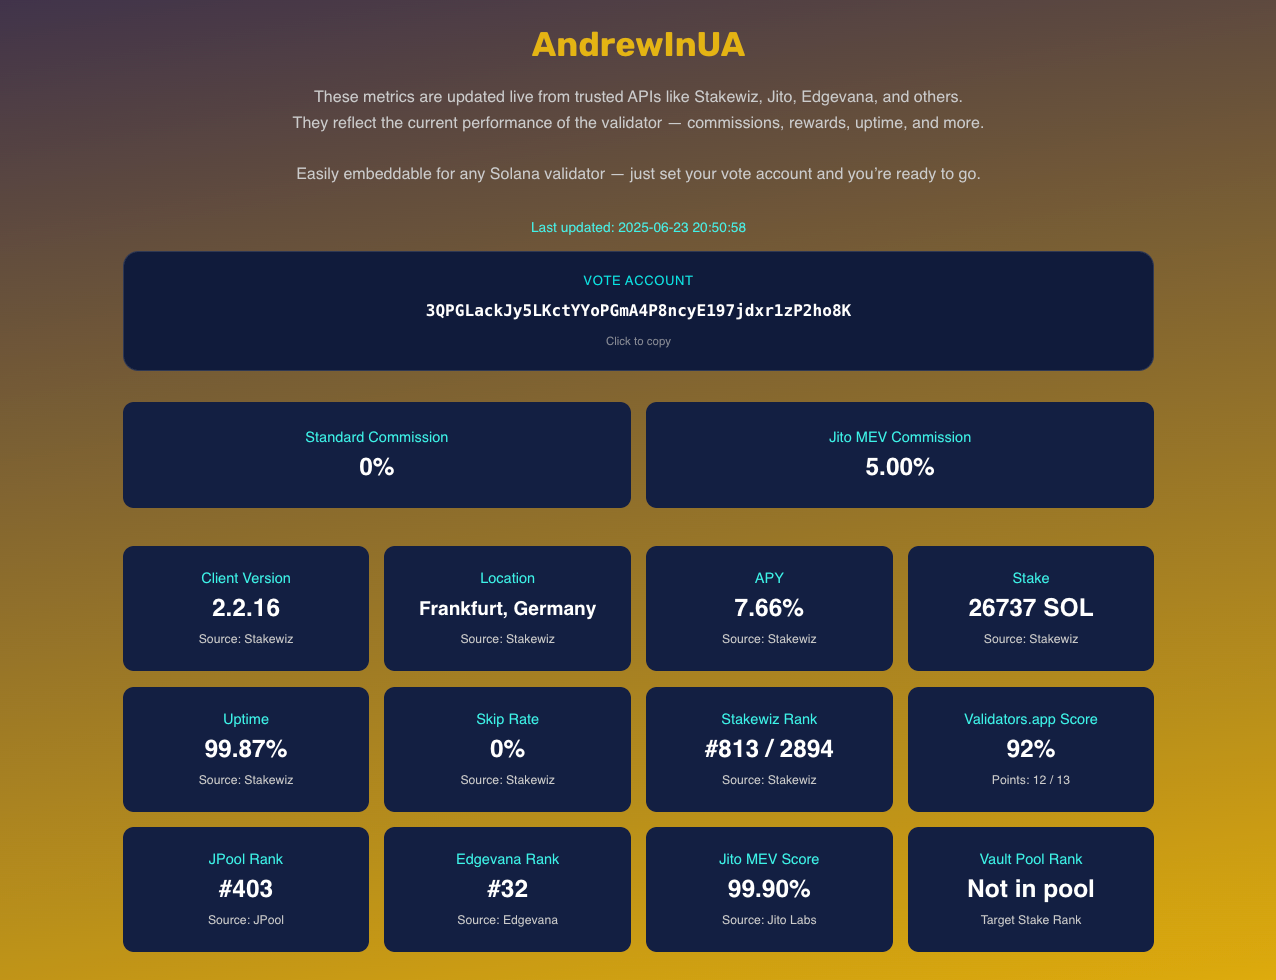 AndrewInUA
These metrics are updated live from trusted APIs like Stakewiz, Jito, Edgevana, and others.
They reflect the current performance of the validator — commissions, rewards, uptime, and more.
Easily embeddable for any Solana validator — just set your vote account and you’re ready to go.
Last updated: 2025-06-23 20:50:58
VOTE ACCOUNT
3QPGLackJy5LKctYYoPGmA4P8ncyE197jdxr1zP2ho8K
Click to copy
Standard Commission
0%
Jito MEV Commission
5.00%
Client Version
2.2.16
Source: Stakewiz
Location
Frankfurt, Germany
Source: Stakewiz
APY
7.66%
Source: Stakewiz
Stake
26737 SOL
Source: Stakewiz
Uptime
99.87%
Source: Stakewiz
Skip Rate
0%
Source: Stakewiz
Stakewiz Rank
#813 / 2894
Source: Stakewiz
Validators.app Score
92%
Points: 12 / 13
JPool Rank
#403
Source: JPool
Edgevana Rank
#32
Source: Edgevana
Jito MEV Score
99.90%
Source: Jito Labs
Vault Pool Rank
Not in pool
Target Stake Rank